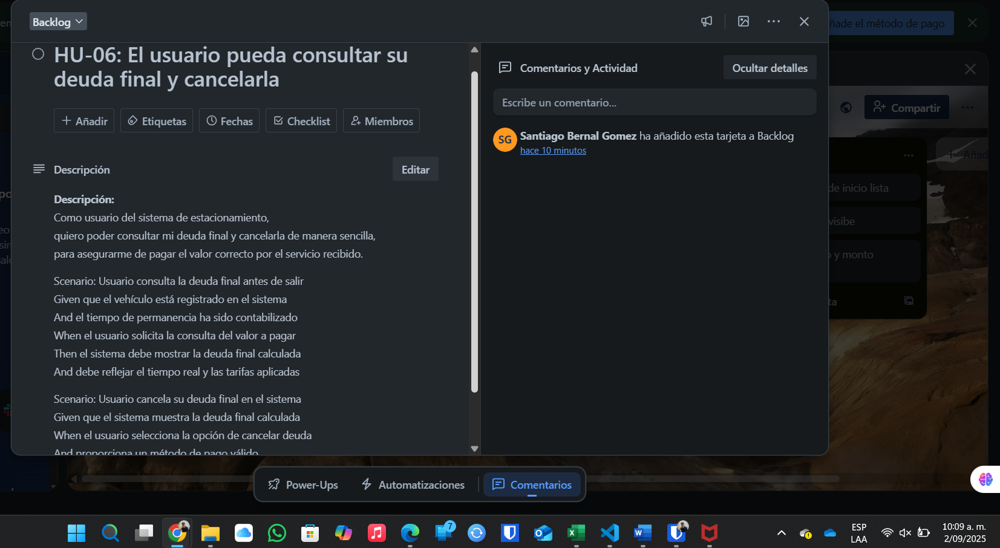 Backlog
ñade el método de pago
HU-06: El usuario pueda consultar su
deuda final y cancelarla
Añadir
Etiquetas
Fechas
Checklist
Miembros
Descripción
Editar
Descripción:
Como usuario del sistema de estacionamiento,
quiero poder consultar mi deuda final y cancelarla de manera sencilla,
para asegurarme de pagar el valor correcto por el servicio recibido.
Scenario: Usuario consulta la deuda final antes de salir
Given que el vehículo está registrado en el sistema
And el tiempo de permanencia ha sido contabilizado
When el usuario solicita la consulta del valor a pagar
Then el sistema debe mostrar la deuda final calculada
And debe reflejar el tiempo real y las tarifas aplicadas
Scenario: Usuario cancela su deuda final en el sistema
Given que el sistema muestra la deuda final calculada
When el usuario selecciona la opción de cancelar deuda
And proporciona un método de pago válido
Comentarios y Actividad
Ocultar detalles
Escribe un comentario...
SG
Santiago Bernal Gomez ha añadido esta tarjeta a Backlog
hace 10 minutos
Compartir
Añad
de inicio lista
visibe
y monto
ta
Power-Ups
Automatizaciones
Comentarios
7
ESP
LAA
10:09 a. m.
2/09/2025